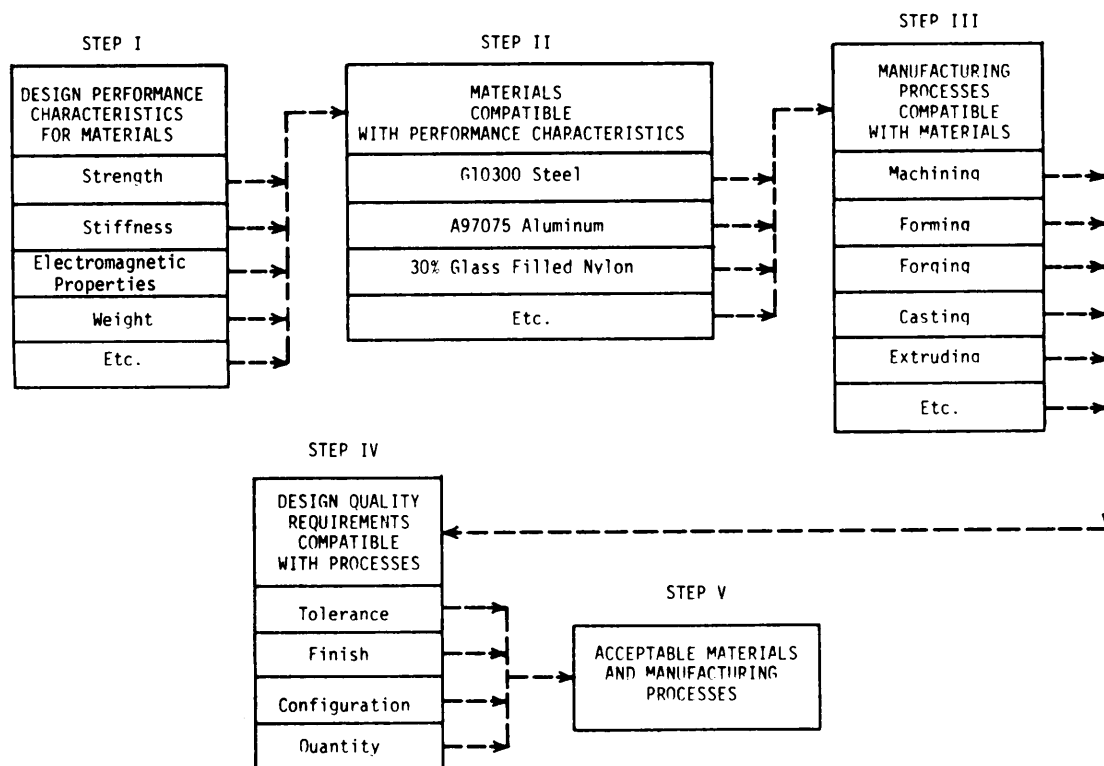 STEP I
DESIGN PERFORMANCE
CHARACTERISTICS
FOR MATERIALS
Strength
Stiffness
Electromagnetic
Properties
Weight
Etc.
STEP II
MATERIALS
COMPATIBLE
WITH PERFORMANCE CHARACTERISTICS
G10300 Steel
A97075 Aluminum
30% Glass Filled Nylon
Etc.
STEP III
MANUFACTURING
PROCESSES
COMPATIBLE
WITH MATERIALS
Machining
Forming
Forging
Casting
Extruding
Etc.
STEP IV
DESIGN QUALITY
REQUIREMENTS
COMPATIBLE
WITH PROCESSES
Tolerance
Finish
Configuration
Quantity
STEP V
ACCEPTABLE MATERIALS
AND MANUFACTURING
PROCESSES